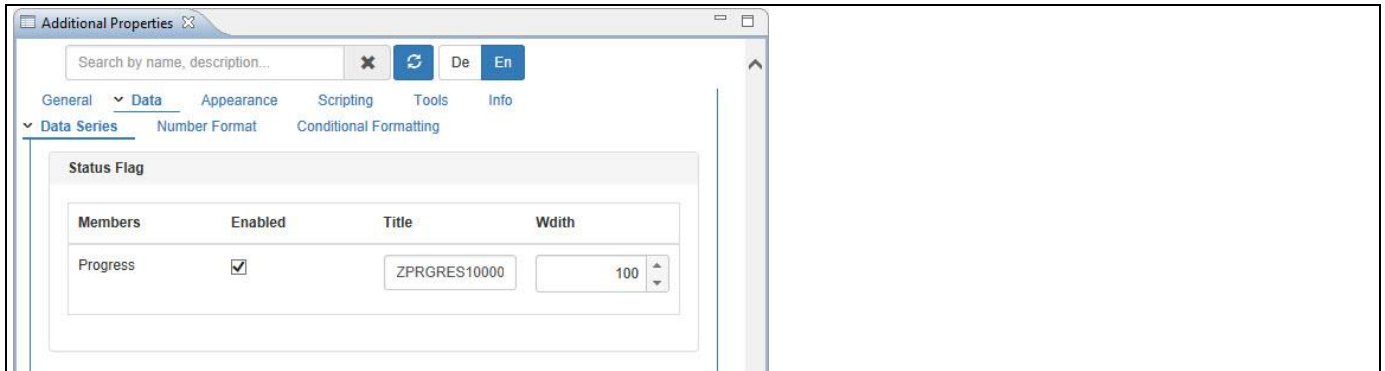 Additional Properties
Search by name, description... De En
General Data Appearance Scripting Tools Info
Data Series Number Format Conditional Formatting
Status Flag
Members Enabled Title Wdith
Progress ZPRGRES10000 100